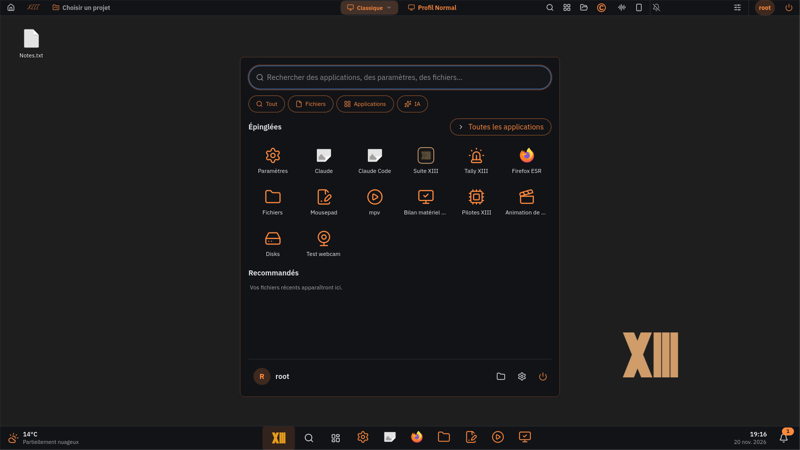 XIII
Choisir un projet
Classique
Profil Normal
root
Notes.txt
Rechercher des applications, des paramètres, des fichiers...
Tout
Fichiers
Applications
IA
Épinglées
Toutes les applications
Paramètres
Claude
Claude Code
Suite XIII
Tally XIII
Firefox ESR
Fichiers
Mousepad
mpv
Bilan matériel ...
Pilotes XIII
Animation de ...
Disks
Test webcam
Recommandés
Vos fichiers récents apparaîtront ici.
XIII
R
root
14°C
Partiellement nuageux
XIII
19:16
20 nov. 2026
1